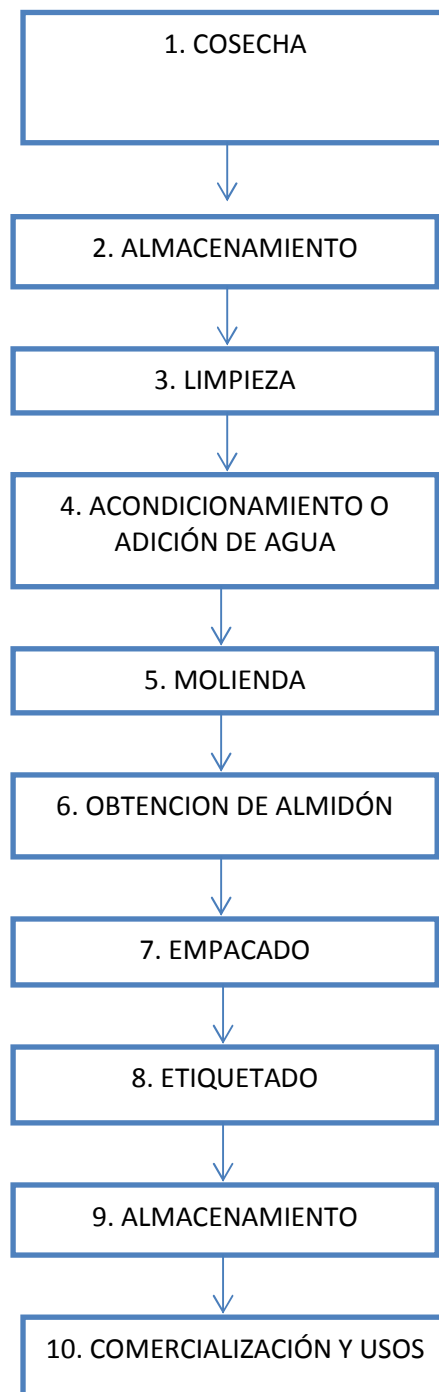 1. COSECHA
2. ALMACENAMIENTO
3. LIMPIEZA
4. ACONDICIONAMIENTO O
ADICIÓN DE AGUA
5. MOLIENDA
6. OBTENCION DE ALMIDÓN
7. EMPACADO
8. ETIQUETADO
9. ALMACENAMIENTO
10. COMERCIALIZACIÓN Y USOS